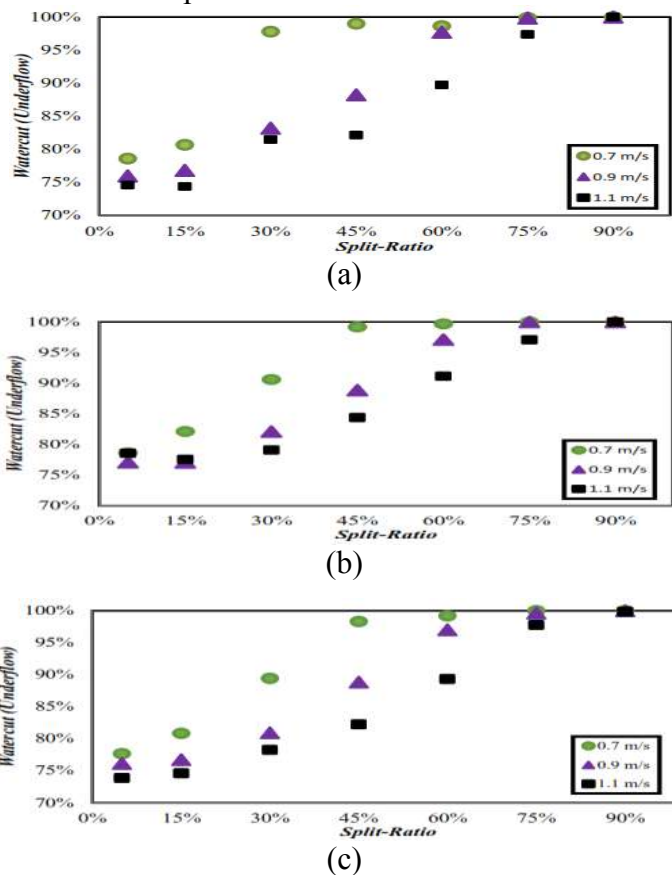 100%
95%
90%
85%
80%
75%
70%
Watercut (Underflow)
0.7 m/s
0.9 m/s
1.1 m/s
0% 15% 30% 45% 60% 75% 90%
Split-Ratio
(a)
100%
95%
90%
85%
80%
75%
70%
Watercut (Underflow)
0.7 m/s
0.9 m/s
1.1 m/s
0% 15% 30% 45% 60% 75% 90%
Split-Ratio
(b)
100%
95%
90%
85%
80%
75%
70%
Watercut (Underflow)
0.7 m/s
0.9 m/s
1.1 m/s
0% 15% 30% 45% 60% 75% 90%
Split-Ratio
(c)